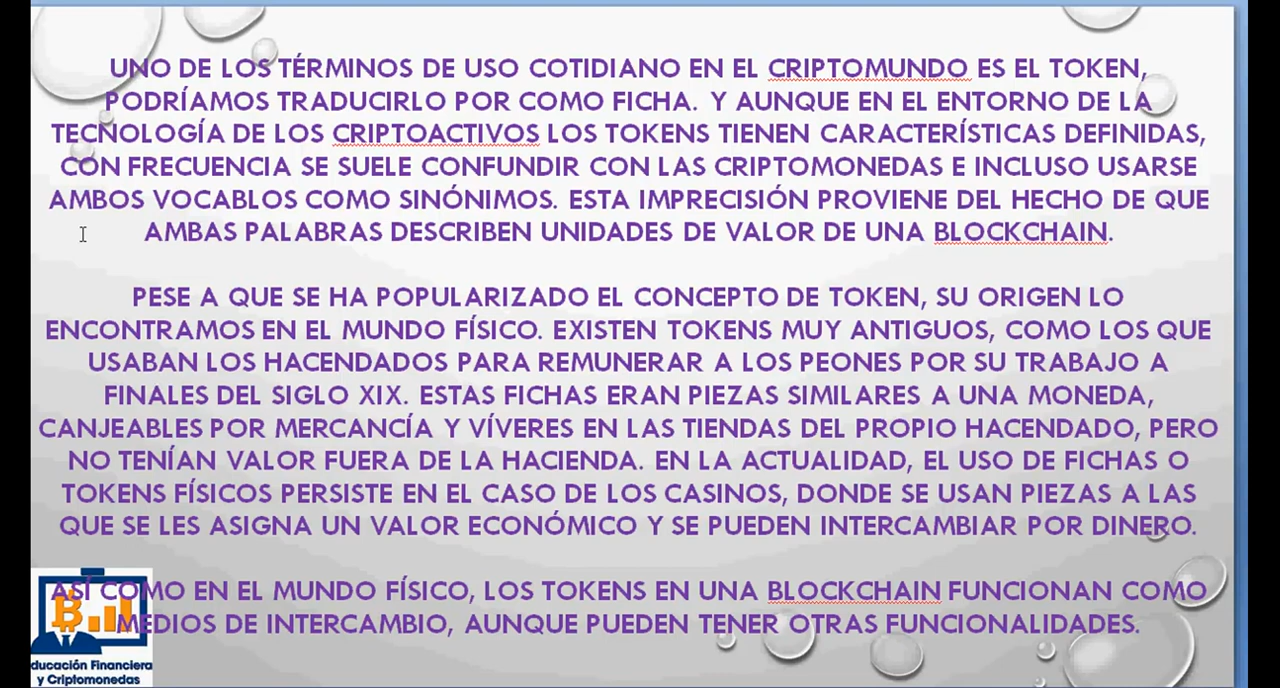 UNO DE LOS TÉRMINOS DE USO COTIDIANO EN EL CRIPTOMUNDO ES EL TOKEN,
PODRÍAMOS TRADUCIRLO POR COMO FICHA. Y AUNQUE EN EL ENTORNO DE LA
TECNOLOGÍA DE LOS CRIPTOACTIVOS LOS TOKENS TIENEN CARACTERÍSTICAS DEFINIDAS,
CON FRECUENCIA SE SUELE CONFUNDIR CON LAS CRIPTOMONEDAS E INCLUSO USARSE
AMBOS VOCABLOS COMO SINÓNIMOS. ESTA IMPRECISIÓN PROVIENE DEL HECHO DE QUE
AMBAS PALABRAS DESCRIBEN UNIDADES DE VALOR DE UNA BLOCKCHAIN.
PESE A QUE SE HA POPULARIZADO EL CONCEPTO DE TOKEN, SU ORIGEN LO
ENCONTRAMOS EN EL MUNDO FÍSICO. EXISTEN TOKENS MUY ANTIGUOS, COMO LOS QUE
USABAN LOS HACENDADOS PARA REMUNERAR A LOS PEONES POR SU TRABAJO A
FINALES DEL SIGLO XIX. ESTAS FICHAS ERAN PIEZAS SIMILARES A UNA MONEDA,
CANJEABLES POR MERCANCÍA Y VÍVERES EN LAS TIENDAS DEL PROPIO HACENDADO, PERO
NO TENÍAN VALOR FUERA DE LA HACIENDA. EN LA ACTUALIDAD, EL USO DE FICHAS O
TOKENS FÍSICOS PERSISTE EN EL CASO DE LOS CASINOS, DONDE SE USAN PIEZAS A LAS
QUE SE LES ASIGNA UN VALOR ECONÓMICO Y SE PUEDEN INTERCAMBIAR POR DINERO.
ASÍ COMO EN EL MUNDO FÍSICO, LOS TOKENS EN UNA BLOCKCHAIN FUNCIONAN COMO
MEDIOS DE INTERCAMBIO, AUNQUE PUEDEN TENER OTRAS FUNCIONALIDADES.
ducación Financiera
y Criptomonedas